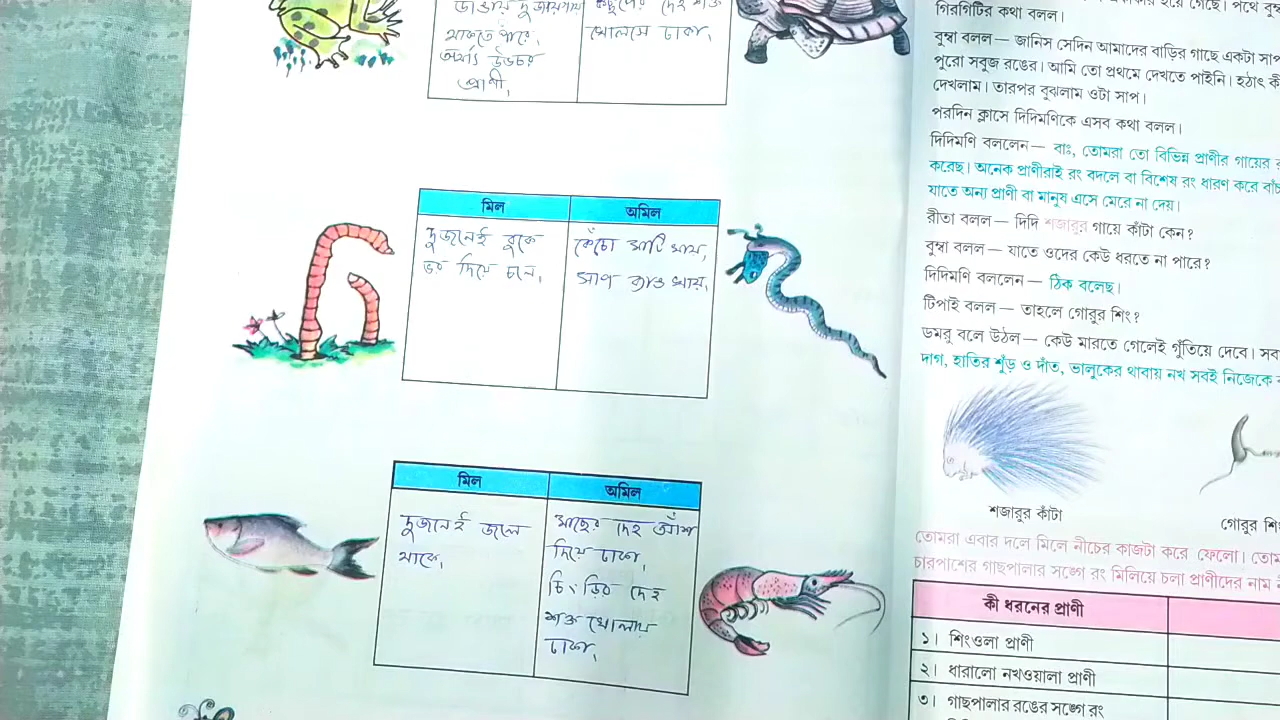 ডাঙায় দু জায়গায়
থাকতে পারে,
অর্থাৎ উভচর
প্রাণী,
কচ্ছপের দেহ শক্ত
খোলসে ঢাকা,
মিল
অমিল
দুজনেই বুকে
ভর দিয়ে চলে,
কেঁচো মাটি খায়,
সাপ ব্যাঙ খায়,
মিল
অমিল
দুজনেই জলে
থাকে,
মাছের দেহ আঁশ
দিয়ে ঢাকা,
চিংড়ির দেহ
শক্ত খোলায়
ঢাকা,
গিরগিটির কথা বলল।
বুম্বা বলল— জানিস সেদিন আমাদের বাড়ির গাছে একটা সাপ
পুরো সবুজ রঙের। আমি তো প্রথমে দেখতে পাইনি। হঠাৎ কী
দেখলাম। তারপর বুঝলাম ওটা সাপ।
পরদিন ক্লাসে দিদিমণিকে এসব কথা বলল।
দিদিমণি বললেন— বাঃ, তোমরা তো বিভিন্ন প্রাণীর গায়ের
করেছ। অনেক প্রাণীরাই রং বদলে বা বিশেষ রং ধারণ করে
যাতে অন্য প্রাণী বা মানুষ এসে মেরে না দেয়।
রীতা বলল— দিদি শজারুর গায়ে কাঁটা কেন?
বুম্বা বলল- যাতে ওদের কেউ ধরতে না পারে?
দিদিমণি বললেন— ঠিক বলেছ।
টিপাই বলল— তাহলে গোরুর শিং?
ডমরু বলে উঠল— কেউ মারতে গেলেই গুঁতিয়ে দেবে।
দাগ, হাতির শুঁড় ও দাঁত, ভালুকের থাবায় নখ সবই নিজেকে
শজারুর কাঁটা
গোরুর
তোমরা এবার দলে মিলে নীচের কাজটা করে ফেলো।
চারপাশের গাছপালার সঙ্গে রং মিলিয়ে চলা প্রাণীদের নাম
কী ধরনের প্রাণী
১। শিংওলা প্রাণী
২। ধারালো নখওয়ালা প্রাণী
৩। গাছপালার রঙের সঙ্গে রং